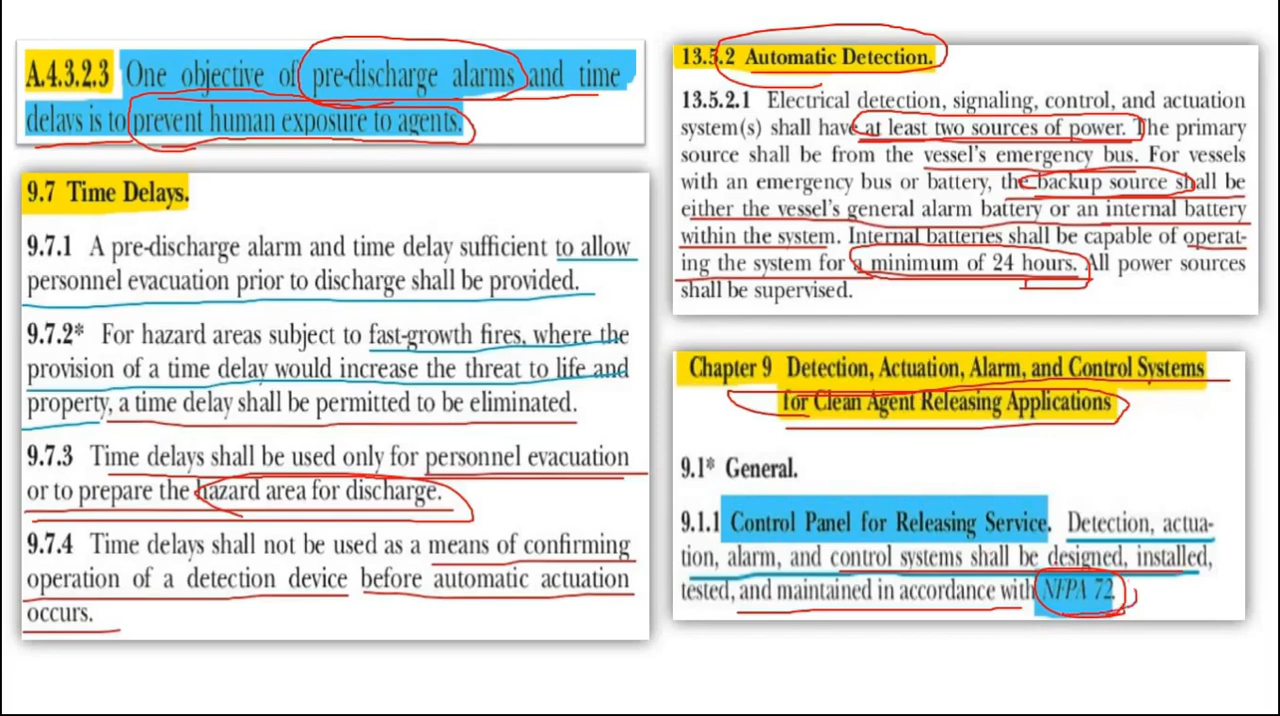 A.4.3.2.3 One objective of pre-discharge alarms and time
delays is to prevent human exposure to agents.
9.7 Time Delays.
9.7.1 A pre-discharge alarm and time delay sufficient to allow
personnel evacuation prior to discharge shall be provided.
9.7.2* For hazard areas subject to fast-growth fires, where the
provision of a time delay would increase the threat to life and
property, a time delay shall be permitted to be eliminated.
9.7.3 Time delays shall be used only for personnel evacuation
or to prepare the hazard area for discharge.
9.7.4 Time delays shall not be used as a means of confirming
operation of a detection device before automatic actuation
occurs.
13.5.2 Automatic Detection.
13.5.2.1 Electrical detection, signaling, control, and actuation
system(s) shall have at least two sources of power. The primary
source shall be from the vessel's emergency bus. For vessels
with an emergency bus or battery, the backup source shall be
either the vessel's general alarm battery or an internal battery
within the system. Internal batteries shall be capable of operat-
ing the system for a minimum of 24 hours. All power sources
shall be supervised.
Chapter 9 Detection, Actuation, Alarm, and Control Systems
for Clean Agent Releasing Applications
9.1* General.
9.1.1 Control Panel for Releasing Service. Detection, actua-
tion, alarm, and control systems shall be designed, installed,
tested, and maintained in accordance with NFPA 72.